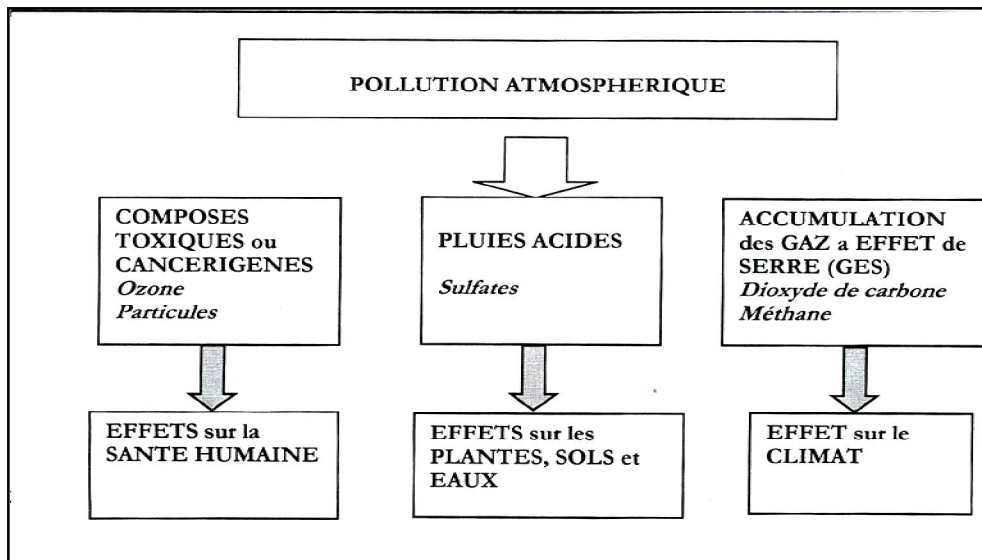 POLLUTION ATMOSPHERIQUE
COMPOSES
TOXIQUES ou
CANCERIGENES
Ozone
Particules
PLUIES ACIDES
Sulfates
ACCUMULATION
des GAZ a EFFET de
SERRE (GES)
Dioxyde de carbone
Méthane
EFFETS sur la
SANTE HUMAINE
EFFETS sur les
PLANTES, SOLS et
EAUX
EFFET sur le
CLIMAT